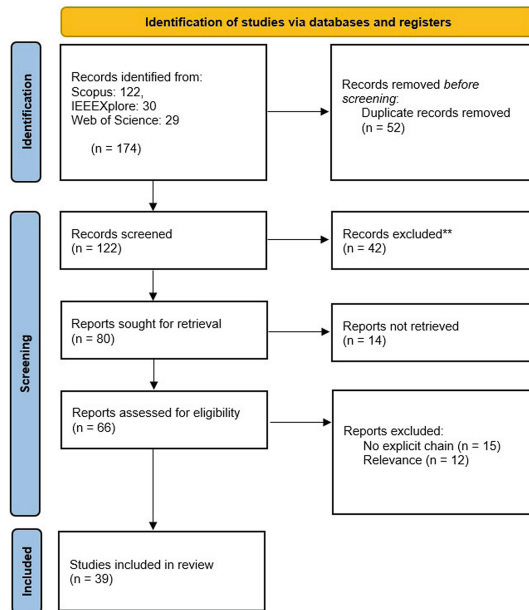 Identification of studies via databases and registers
Identification
Records identified from:
Scopus: 122,
IEEEXplore: 30
Web of Science: 29
(n = 174)
Records removed before
screening:
Duplicate records removed
(n = 52)
Screening
Records screened
(n = 122)
Records excluded**
(n = 42)
Reports sought for retrieval
(n = 80)
Reports not retrieved
(n = 14)
Reports assessed for eligibility
(n = 66)
Reports excluded:
No explicit chain (n = 15)
Relevance (n = 12)
Included
Studies included in review
(n = 39)